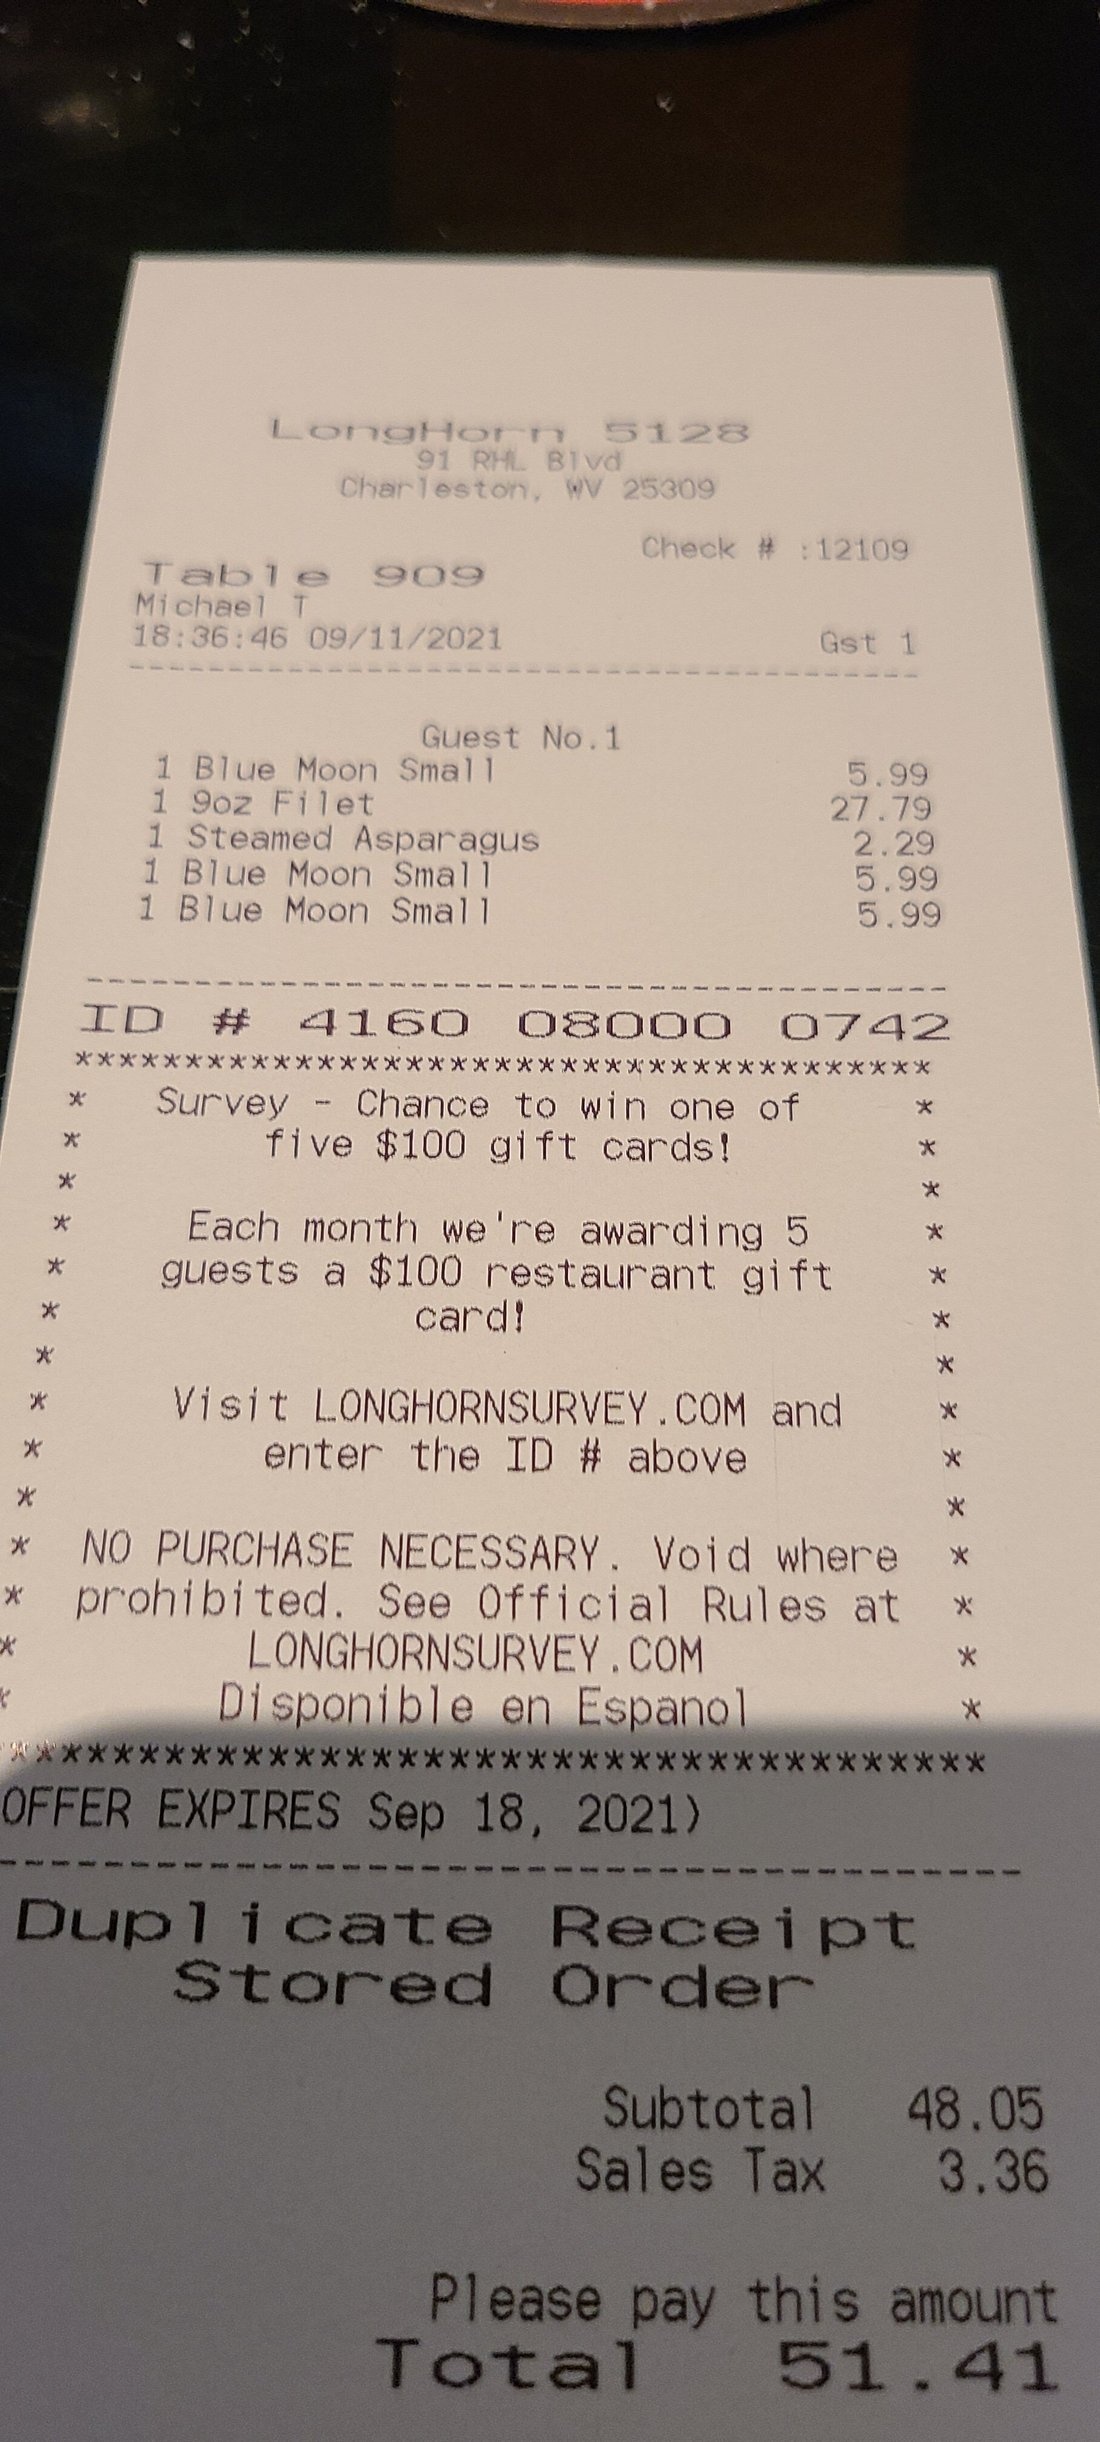 LongHorn 5128
91 RHL Blvd
Charleston, WV 25309
Check # :12109
Table 909
Michael T
18:36:46 09/11/2021 Gst 1
----------------------------------------
Guest No.1
1 Blue Moon Small 5.99
1 9oz Filet 27.79
1 Steamed Asparagus 2.29
1 Blue Moon Small 5.99
1 Blue Moon Small 5.99
----------------------------------------
ID # 4160 08000 0742
****************************************
* Survey - Chance to win one of *
* five $100 gift cards! *
* *
* Each month we're awarding 5 *
* guests a $100 restaurant gift *
* card! *
* *
* Visit LONGHORNSURVEY.COM and *
* enter the ID # above *
* *
* NO PURCHASE NECESSARY. Void where *
* prohibited. See Official Rules at *
* LONGHORNSURVEY.COM *
* Disponible en Espanol *
****************************************
OFFER EXPIRES Sep 18, 2021)
----------------------------------------
Duplicate Receipt
Stored Order
Subtotal 48.05
Sales Tax 3.36
Please pay this amount
Total 51.41